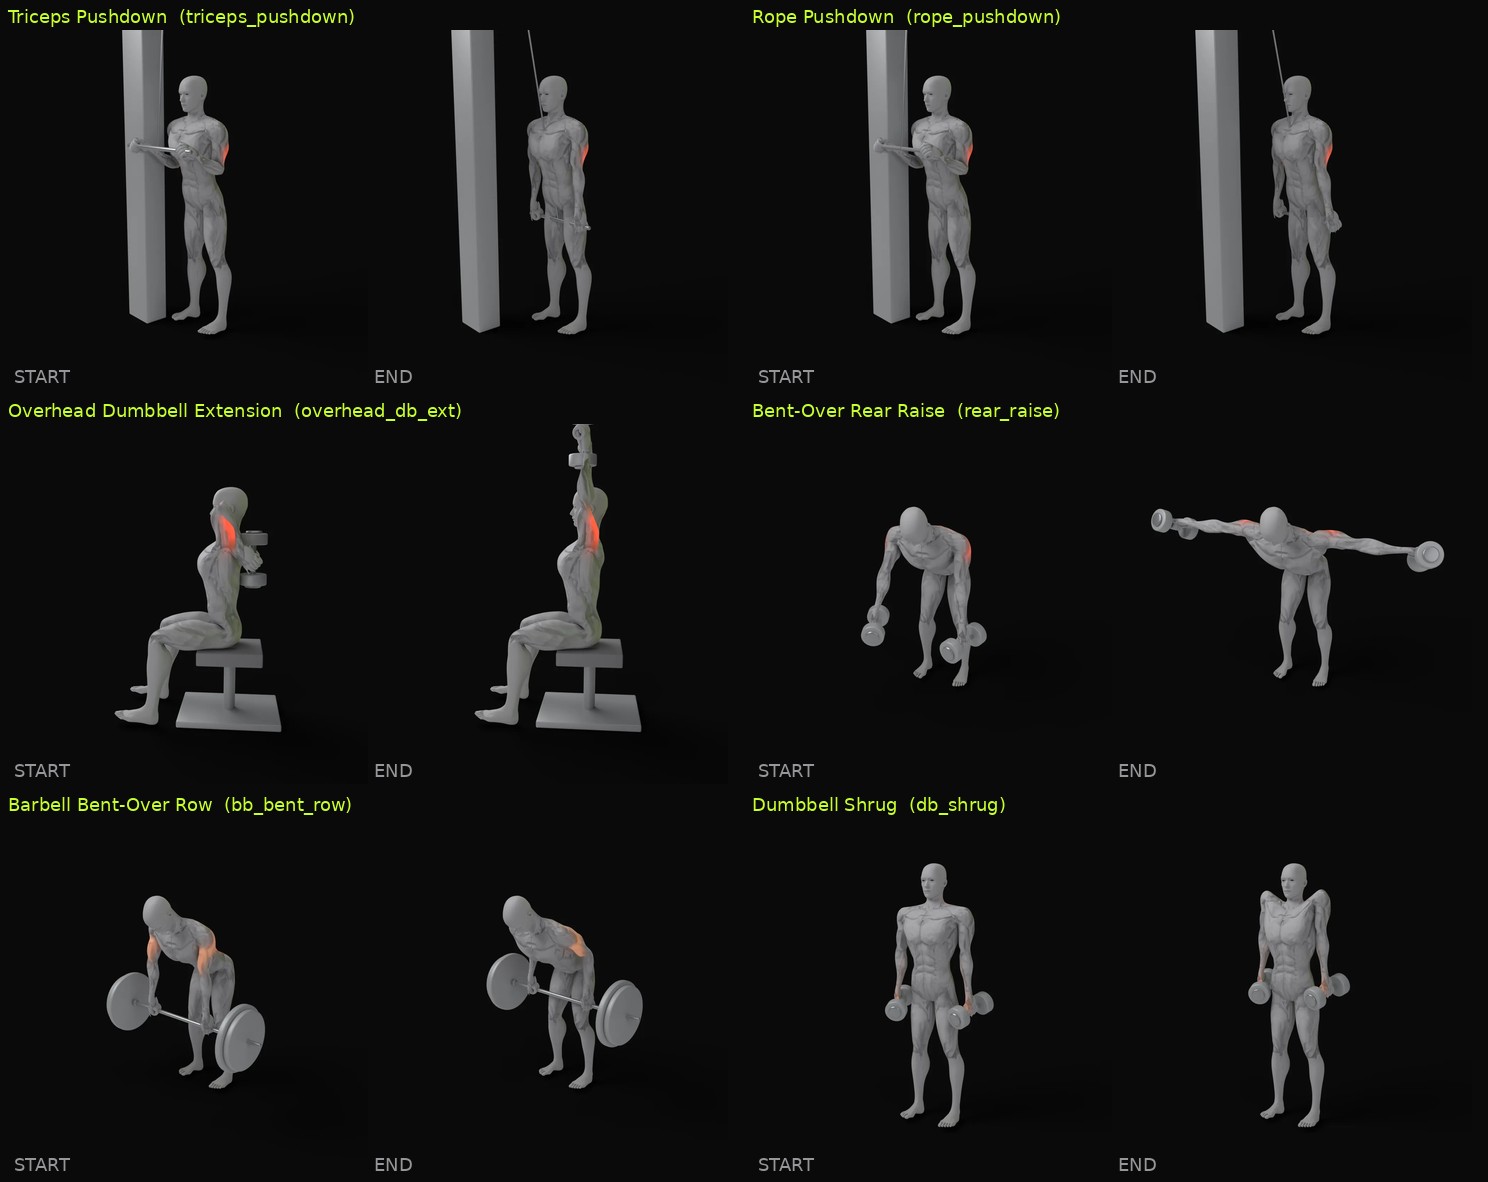 Triceps Pushdown (triceps_pushdown)
Rope Pushdown (rope_pushdown)
START
END
START
END
Overhead Dumbbell Extension (overhead_db_ext)
Bent-Over Rear Raise (rear_raise)
START
END
START
END
Barbell Bent-Over Row (bb_bent_row)
Dumbbell Shrug (db_shrug)
START
END
START
END